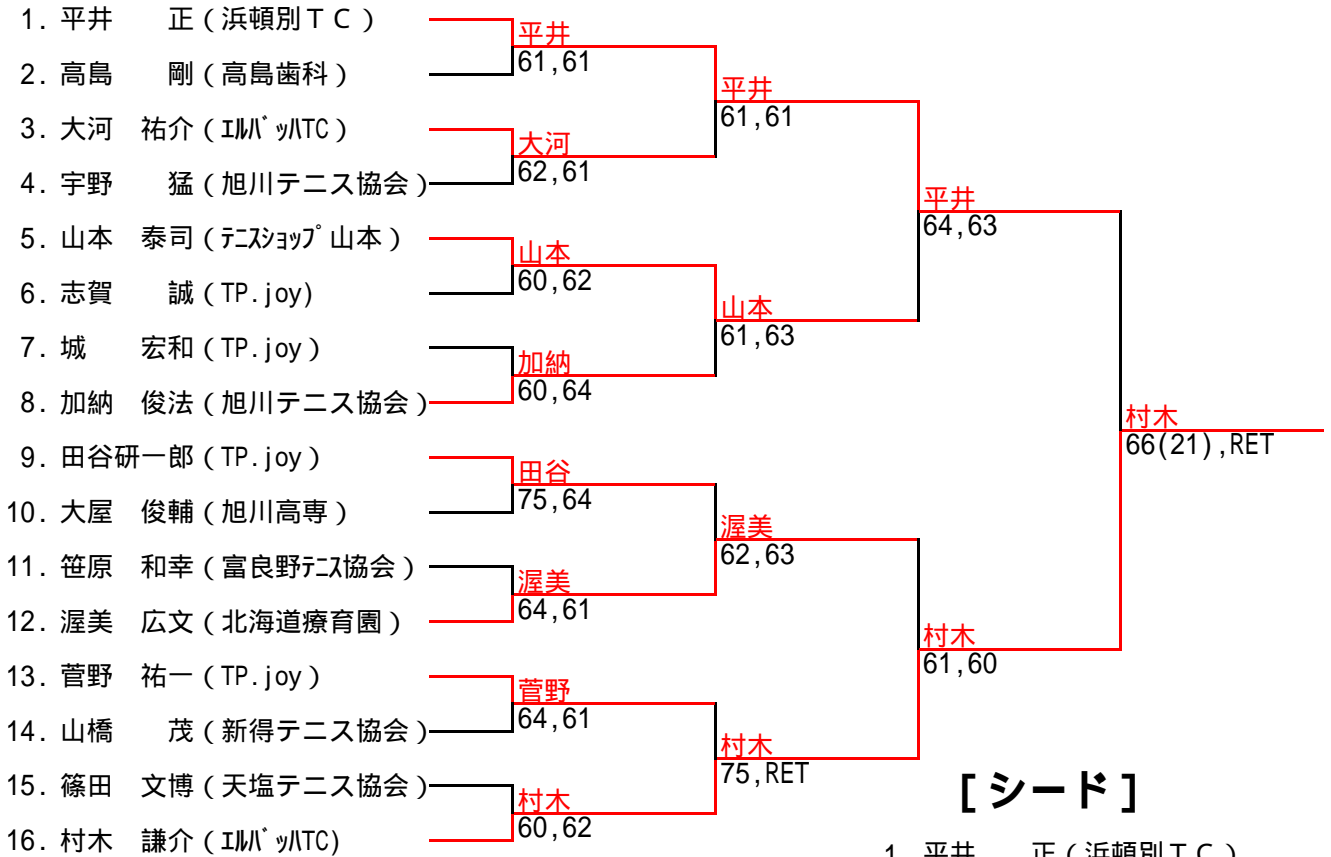 1. 平井　　正 ( 浜頓別ＴＣ )
2. 高島　　剛 ( 高島歯科 )
3. 大河　祐介 ( ｴﾙﾊﾞｯﾊTC )
4. 宇野　　猛 ( 旭川テニス協会 )
5. 山本　泰司 ( ﾃﾆｽｼｮｯﾌﾟ山本 )
6. 志賀　　誠 ( TP.joy)
7. 城　　宏和 ( TP.joy )
8. 加納　俊法 ( 旭川テニス協会 )
9. 田谷研一郎 ( TP.joy )
10. 大屋　俊輔 ( 旭川高専 )
11. 笹原　和幸 ( 富良野ﾃﾆｽ協会 )
12. 渥美　広文 ( 北海道療育園 )
13. 菅野　祐一 ( TP.joy )
14. 山橋　　茂 ( 新得テニス協会 )
15. 篠田　文博 ( 天塩テニス協会 )
16. 村木　謙介 ( ｴﾙﾊﾞｯﾊTC)
平井
61,61
大河
62,61
山本
60,62
加納
60,64
田谷
75,64
渥美
64,61
菅野
64,61
村木
60,62
平井
61,61
山本
61,63
渥美
62,63
村木
75,RET
平井
64,63
村木
61,60
村木
66(21),RET
[ シード ]
1. 平井　　正 ( 浜頓別ＴＣ )